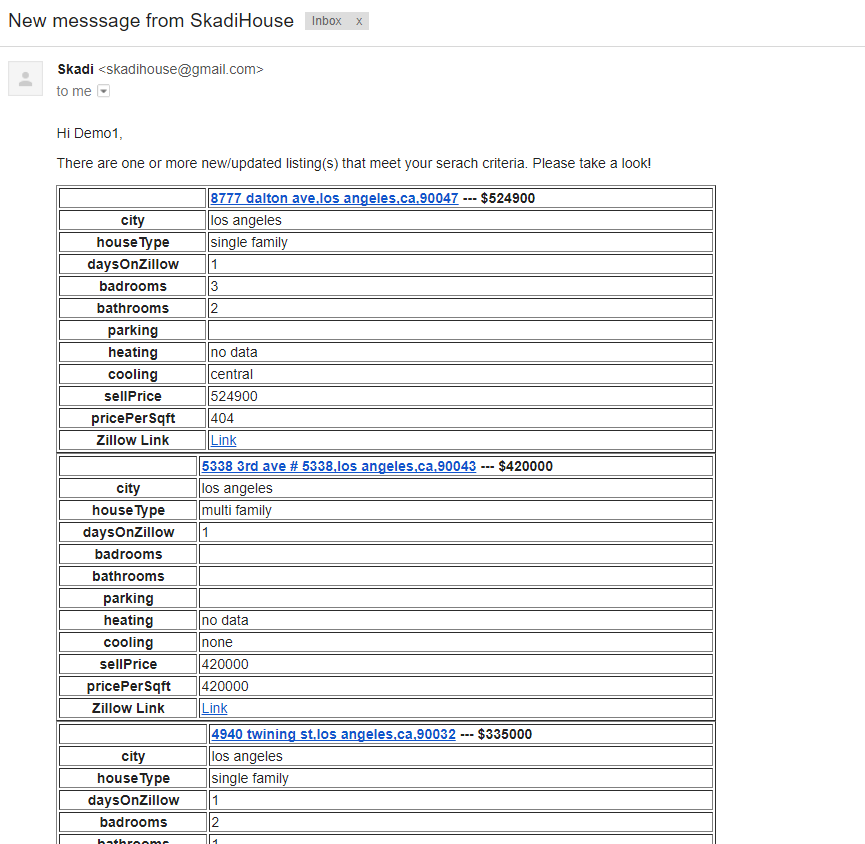 New messsage from SkadiHouse Inbox x
Skadi <skadihouse@gmail.com>
to me
Hi Demo1,
There are one or more new/updated listing(s) that meet your serach criteria. Please take a look!
8777 dalton ave,los angeles,ca,90047 --- $524900
city los angeles
houseType single family
daysOnZillow 1
badrooms 3
bathrooms 2
parking
heating no data
cooling central
sellPrice 524900
pricePerSqft 404
Zillow Link Link
5338 3rd ave # 5338,los angeles,ca,90043 --- $420000
city los angeles
houseType multi family
daysOnZillow 1
badrooms
bathrooms
parking
heating no data
cooling none
sellPrice 420000
pricePerSqft 420000
Zillow Link Link
4940 twining st,los angeles,ca,90032 --- $335000
city los angeles
houseType single family
daysOnZillow 1
badrooms 2
bathrooms 1